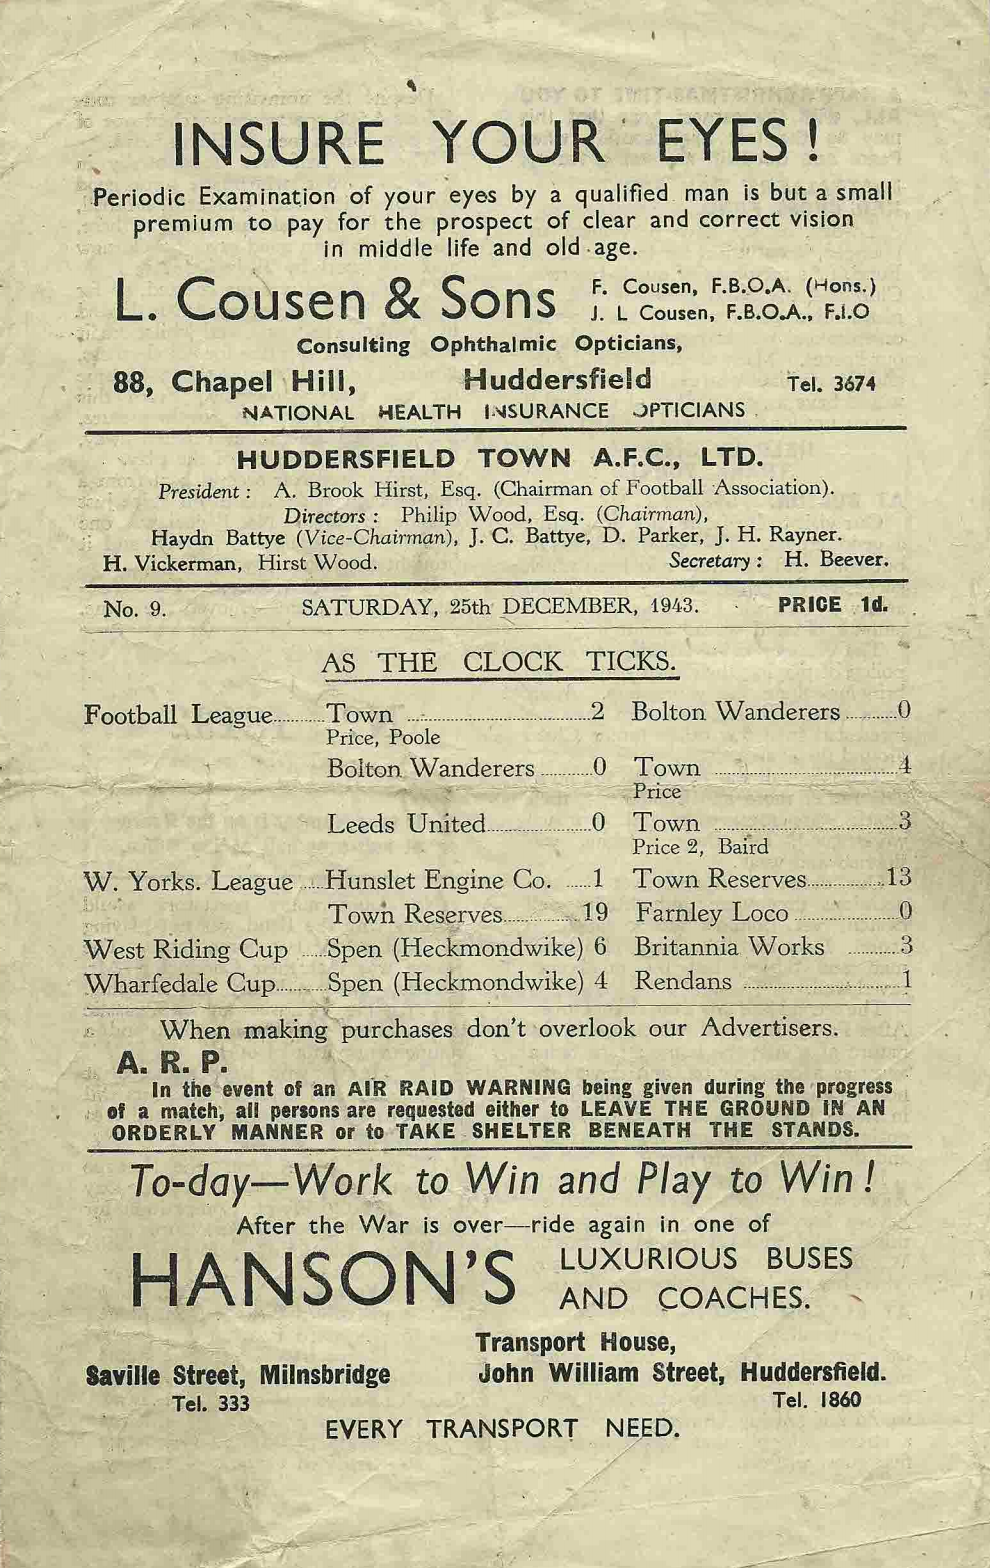 INSURE YOUR EYES!
Periodic Examination of your eyes by a qualified man is but a small
premium to pay for the prospect of clear and correct vision
in middle life and old age.
L. Cousen & Sons
F. Cousen, F.B.O.A. (Hons.)
J. L Cousen, F.B.O.A., F.I.O
Consulting Ophthalmic Opticians,
88, Chapel Hill, Huddersfield Tel. 3674
NATIONAL HEALTH INSURANCE OPTICIANS
HUDDERSFIELD TOWN A.F.C., LTD.
President: A. Brook Hirst, Esq. (Chairman of Football Association).
Directors: Philip Wood, Esq. (Chairman),
Haydn Battye (Vice-Chairman), J. C. Battye, D. Parker, J. H. Rayner.
H. Vickerman, Hirst Wood. Secretary: H. Beever.
No. 9. SATURDAY, 25th DECEMBER, 1943. PRICE 1d.
AS THE CLOCK TICKS.
Football League..........Town ..........2 Bolton Wanderers ..........0
Price, Poole
Bolton Wanderers ..........0 Town ..........4
Price
Leeds United..........0 Town ..........3
Price 2, Baird
W. Yorks. League .....Hunslet Engine Co. ......1 Town Reserves..........13
Town Reserves..........19 Farnley Loco ..........0
West Riding Cup .....Spen (Heckmondwike) 6 Britannia Works ..........3
Wharfedale Cup..........Spen (Heckmondwike) 4 Rendans ..........1
When making purchases don't overlook our Advertisers.
A. R. P.
In the event of an AIR RAID WARNING being given during the progress
of a match, all persons are requested either to LEAVE THE GROUND IN AN
ORDERLY MANNER or to TAKE SHELTER BENEATH THE STANDS.
To-day—Work to Win and Play to Win!
After the War is over—ride again in one of
HANSON'S
LUXURIOUS BUSES
AND COACHES.
Transport House,
Saville Street, Milnsbridge John William Street, Huddersfield.
Tel. 333 Tel. 1860
EVERY TRANSPORT NEED.